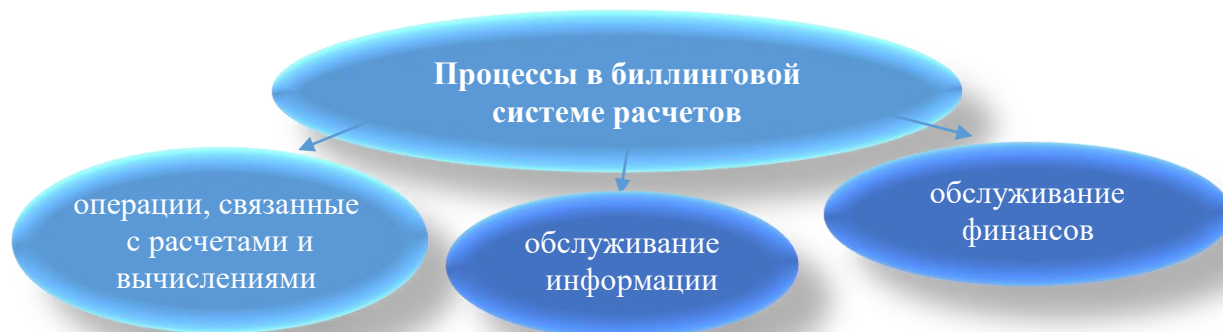 Процессы в биллинговой
системе расчетов
операции, связанные
с расчетами и
вычислениями
обслуживание
информации
обслуживание
финансов